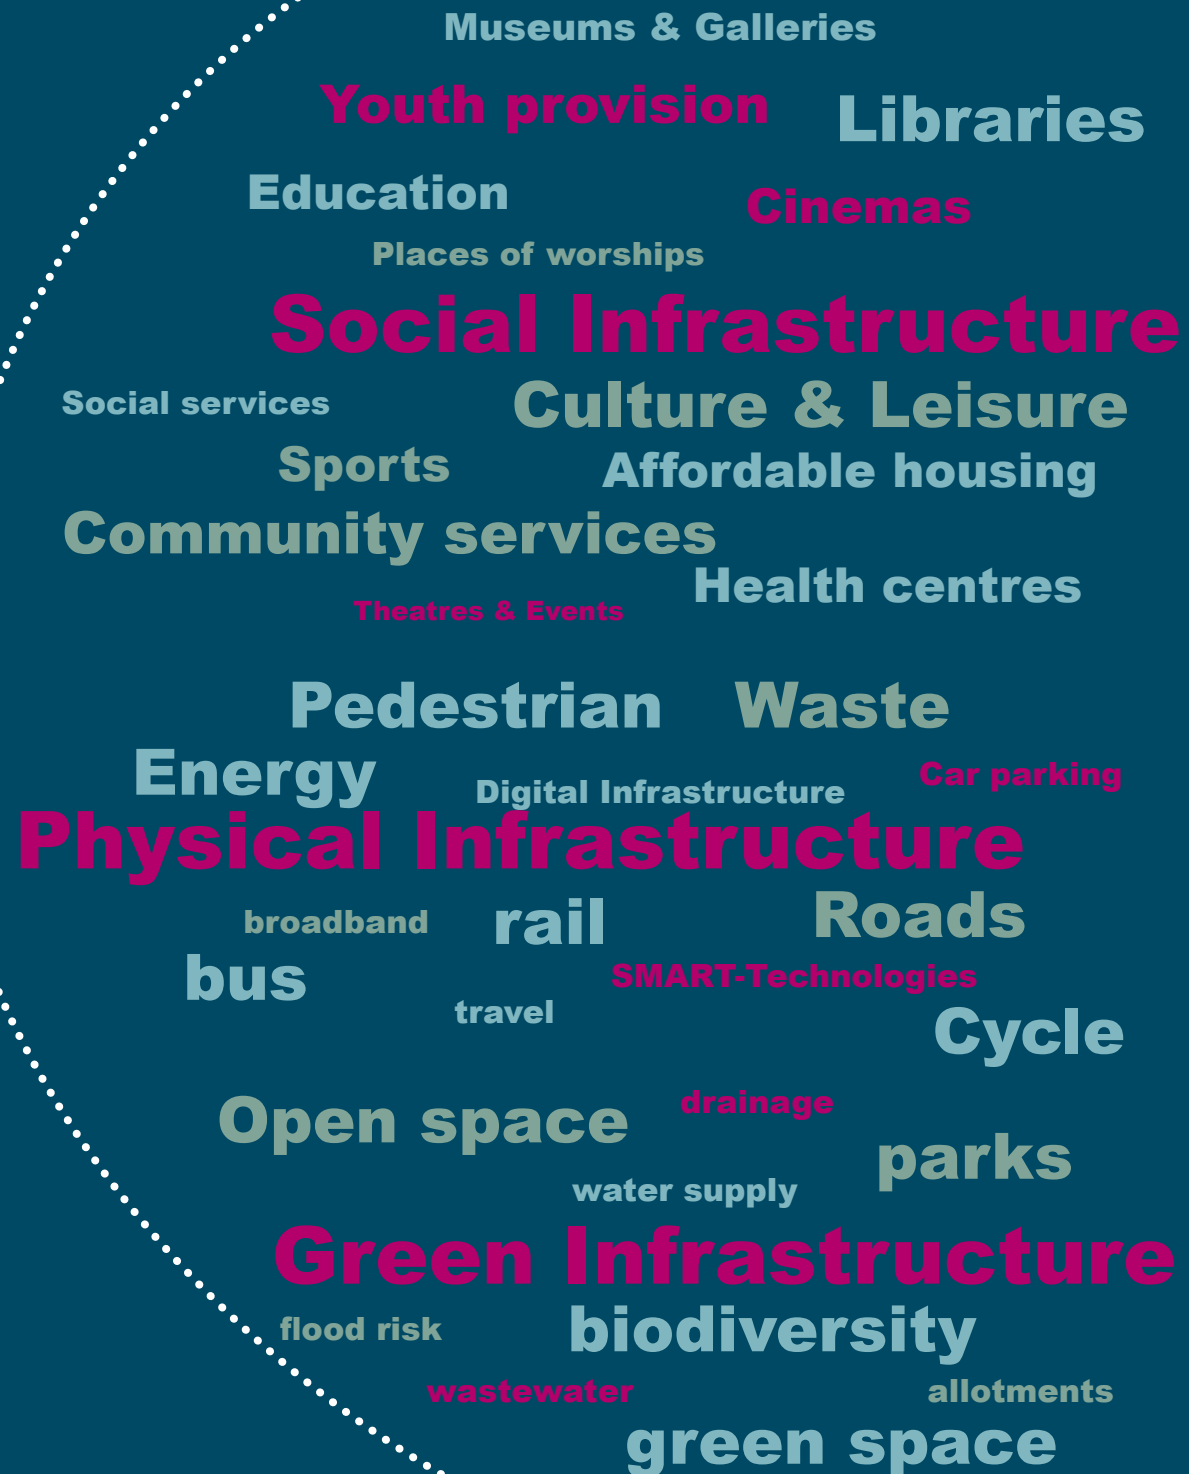 Museums & Galleries
Youth provision
Libraries
Education
Cinemas
Places of worships
Social Infrastructure
Social services
Culture & Leisure
Sports
Affordable housing
Community services
Health centres
Theatres & Events
Pedestrian
Waste
Energy
Digital Infrastructure
Car parking
Physical Infrastructure
broadband
rail
Roads
bus
SMART-Technologies
travel
Cycle
Open space
drainage
parks
water supply
Green Infrastructure
flood risk
biodiversity
wastewater
allotments
green space